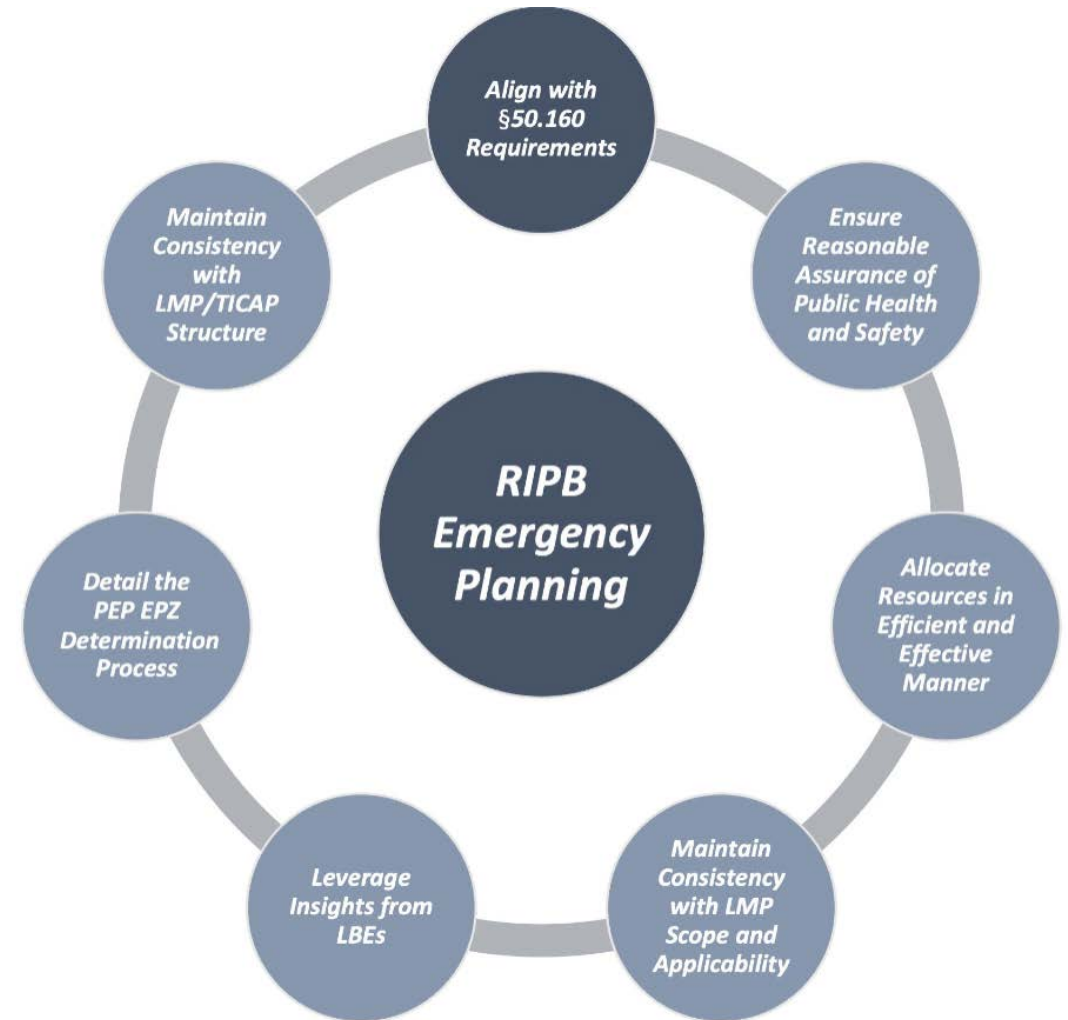 Align with
§50.160
Requirements
Ensure
Reasonable
Assurance of
Public Health
and Safety
Allocate
Resources in
Efficient and
Effective
Manner
Maintain
Consistency
with LMP
Scope and
Applicability
Leverage
Insights from
LBEs
Detail the
PEP EPZ
Determination
Process
Maintain
Consistency
with
LMP/TICAP
Structure
RIPB
Emergency
Planning